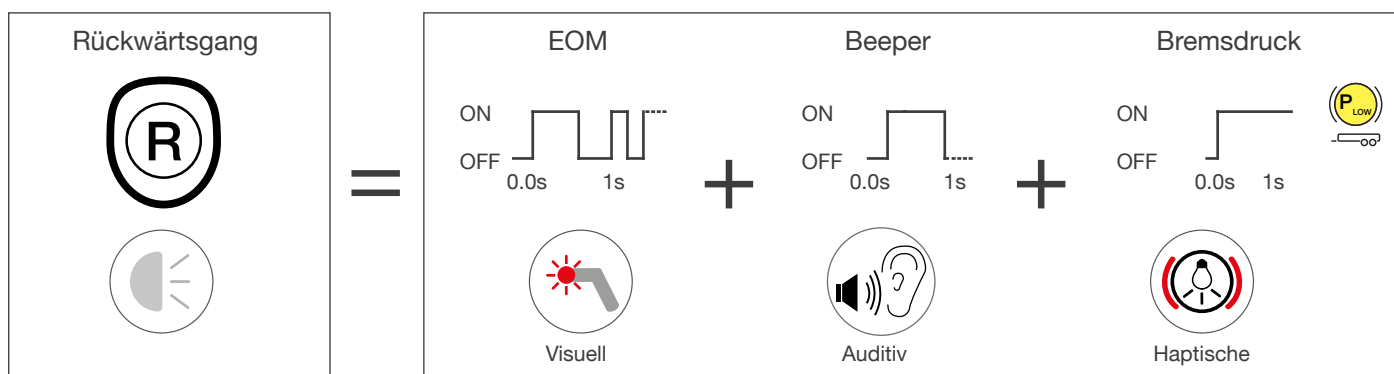 Rückwärtsgang
R
=
EOM
ON
OFF
0.0s 1s
Visuell
+
Beeper
ON
OFF
0.0s 1s
Auditiv
+
Bremsdruck
ON
OFF
0.0s 1s
P LOW
Haptische